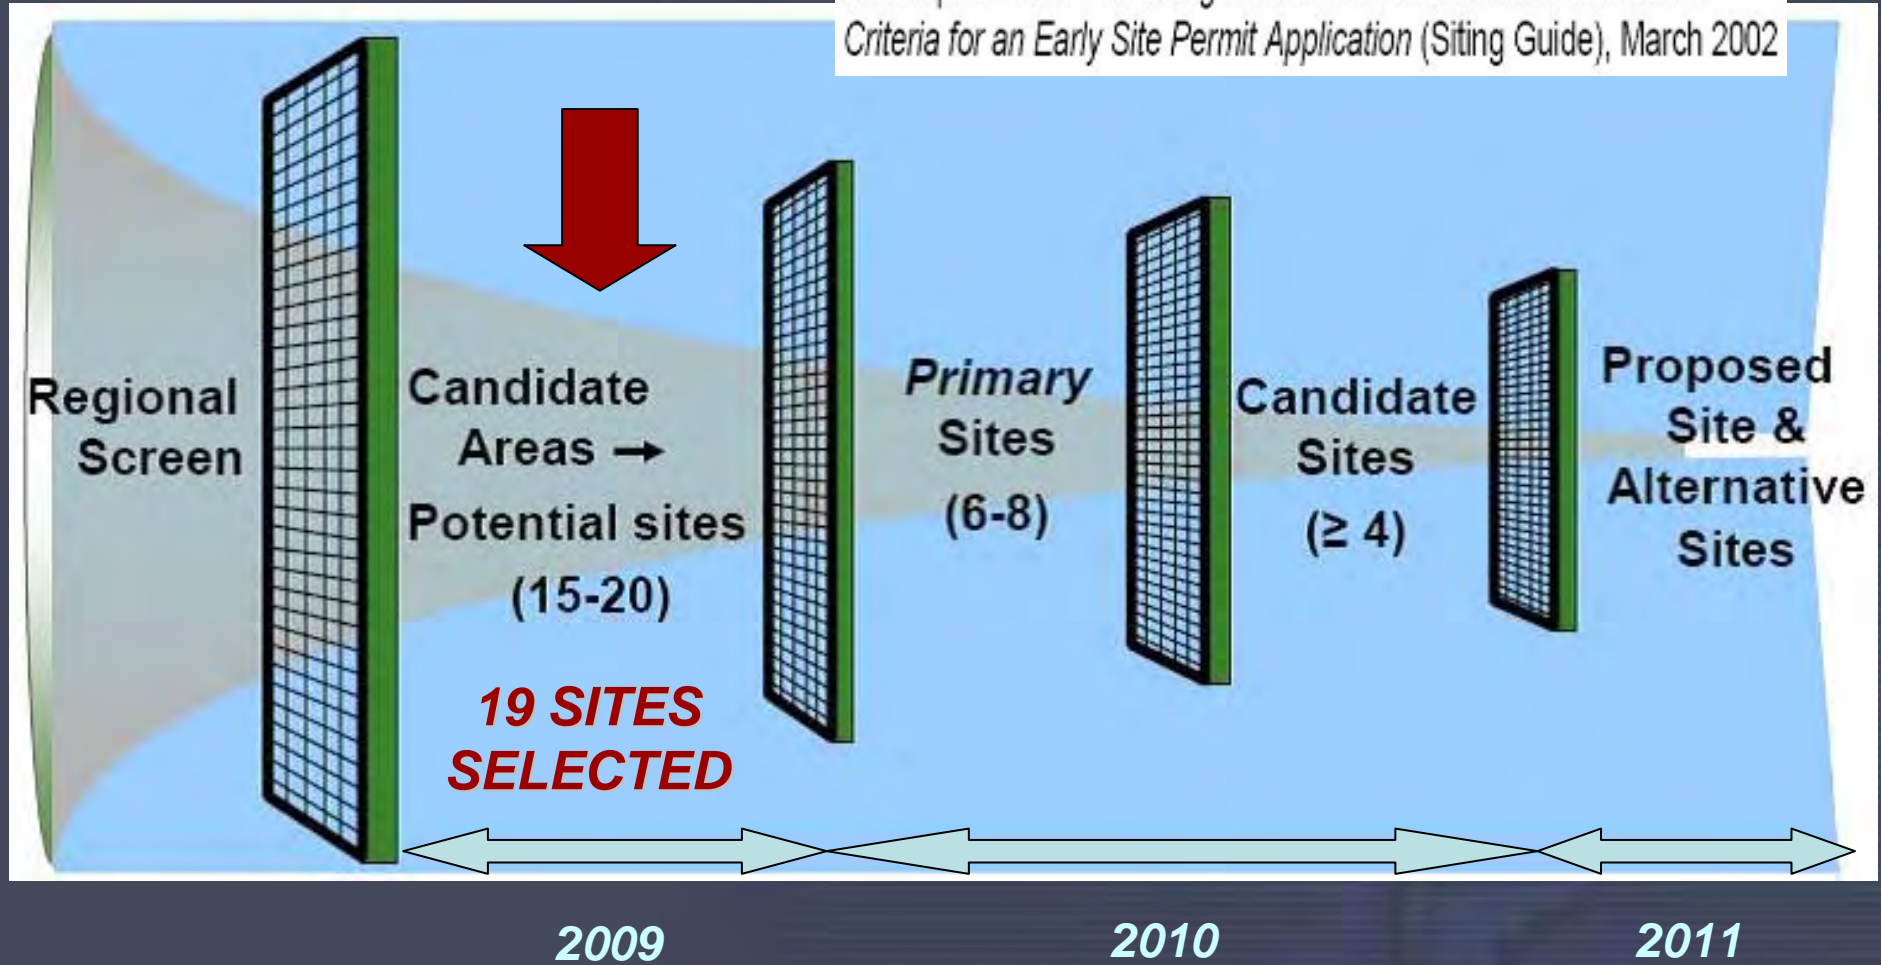 Criteria for an Early Site Permit Application (Siting Guide), March 2002
Regional
Screen
Candidate
Areas →
Potential sites
(15-20)
19 SITES
SELECTED
Primary
Sites
(6-8)
Candidate
Sites
(≥ 4)
Proposed
Site &
Alternative
Sites
2009
2010
2011